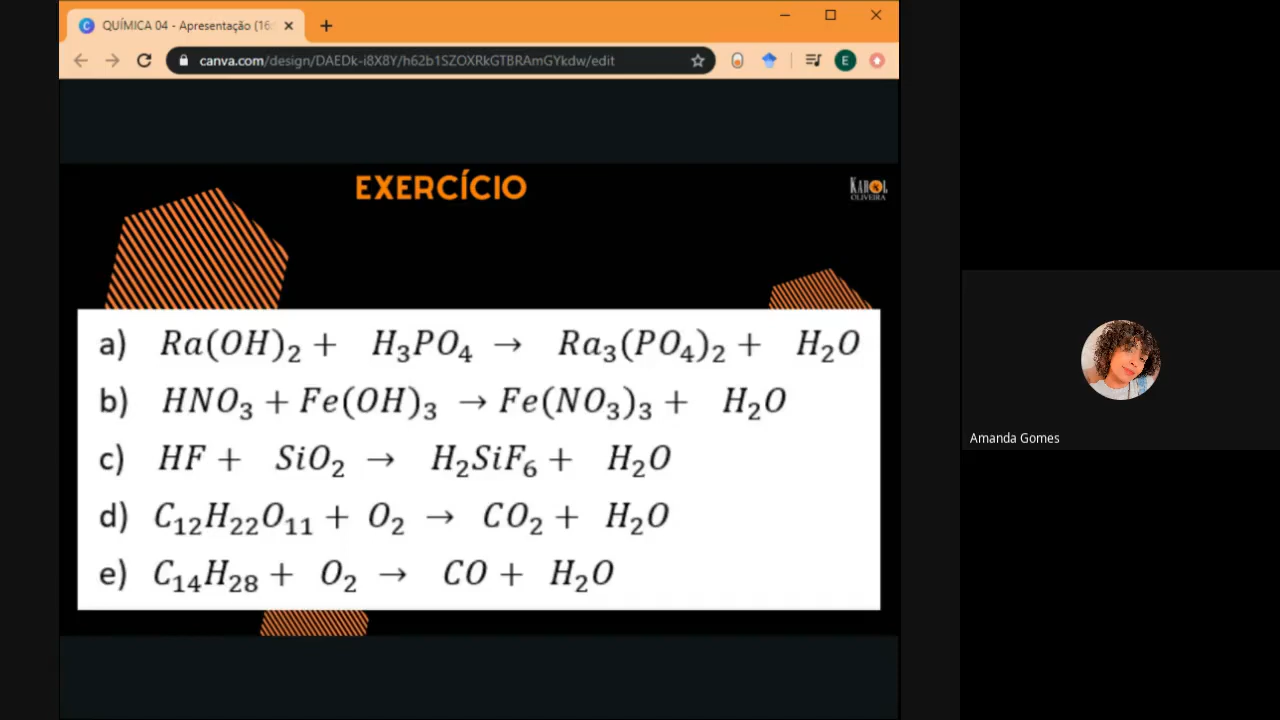 QUÍMICA 04 - Apresentação (16:
canva.com/design/DAEDk-i8X8Y/h62b1SZOXRkGTBRAmGYkdw/edit
E
EXERCÍCIO
KAROL
OLIVEIRA
a) Ra(OH)₂ + H₃PO₄ → Ra₃(PO₄)₂ + H₂O
b) HNO₃ + Fe(OH)₃ → Fe(NO₃)₃ + H₂O
c) HF + SiO₂ → H₂SiF₆ + H₂O
d) C₁₂H₂₂O₁₁ + O₂ → CO₂ + H₂O
e) C₁₄H₂₈ + O₂ → CO + H₂O
Amanda Gomes